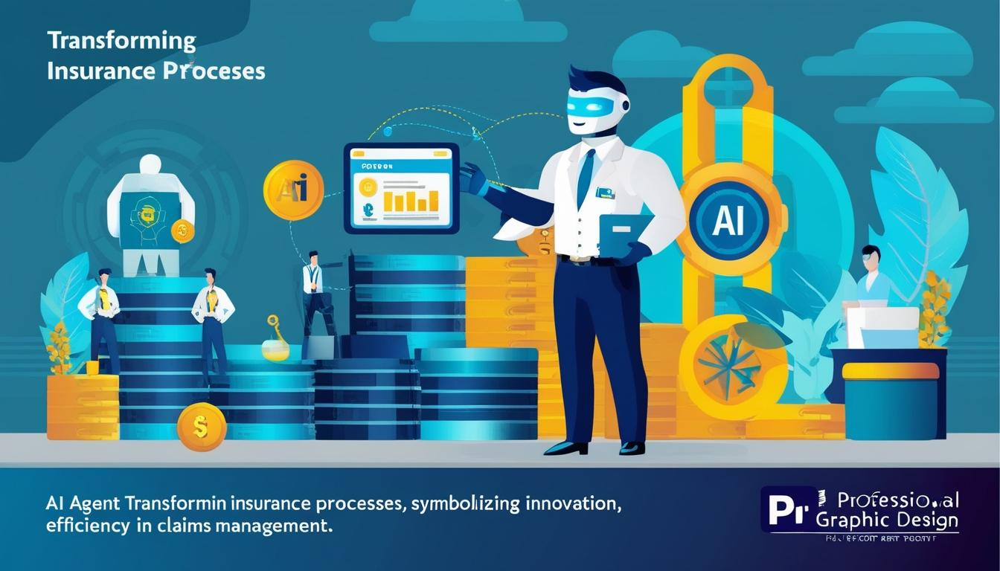 Transforming
Insurance Proceses
Ai
AI
$
AI Agent Transformin insurance processes, symbolizing innovation,
efficiency in claims management.
Pr
Professio..al
Graphic Design